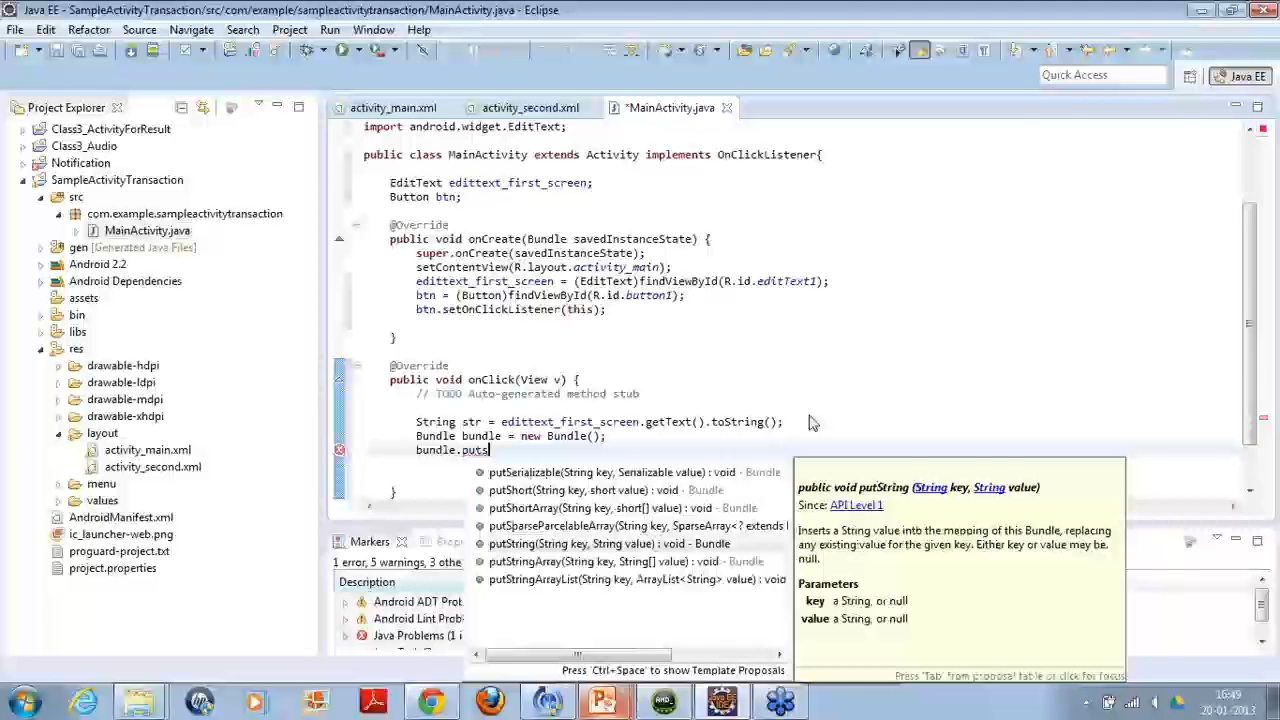 Java EE - SampleActivityTransaction/src/com/example/sampleactivitytransaction/MainActivity.java - Eclipse
File Edit Refactor Source Navigate Search Project Run Window Help
Quick Access
Java EE
Project Explorer
activity_main.xml
activity_second.xml
*MainActivity.java
Class3_ActivityForResult
Class3_Audio
Notification
SampleActivityTransaction
src
com.example.sampleactivitytransaction
MainActivity.java
gen [Generated Java Files]
Android 2.2
Android Dependencies
assets
bin
libs
res
drawable-hdpi
drawable-ldpi
drawable-mdpi
drawable-xhdpi
layout
activity_main.xml
activity_second.xml
menu
values
AndroidManifest.xml
ic_launcher-web.png
proguard-project.txt
project.properties
import android.widget.EditText;
public class MainActivity extends Activity implements OnClickListener{
EditText edittext_first_screen;
Button btn;
@Override
public void onCreate(Bundle savedInstanceState) {
super.onCreate(savedInstanceState);
setContentView(R.layout.activity_main);
edittext_first_screen = (EditText)findViewById(R.id.editText1);
btn = (Button)findViewById(R.id.button1);
btn.setOnClickListener(this);
}
@Override
public void onClick(View v) {
// TODO Auto-generated method stub
String str = edittext_first_screen.getText().toString();
Bundle bundle = new Bundle();
bundle.puts
}
putSerializable(String key, Serializable value) : void - Bundle
putShort(String key, short value) : void - Bundle
putShortArray(String key, short[] value) : void - Bundle
putSparseParcelableArray(String key, SparseArray<? extends
putString(String key, String value) : void - Bundle
putStringArray(String key, String[] value) : void - Bundle
putStringArrayList(String key, ArrayList<String> value) : void
Press 'Ctrl+Space' to show Template Proposals
public void putString (String key, String value)
Since: API Level 1
Inserts a String value into the mapping of this Bundle, replacing
any existing value for the given key. Either key or value may be
null.
Parameters
key a String, or null
value a String, or null
Press 'Tab' from proposal table or click for focus
Markers
1 error, 5 warnings, 3 othe
Description
Android ADT Prob
Android Lint Prob
Java Problems (1 i
16:49
20-01-2013